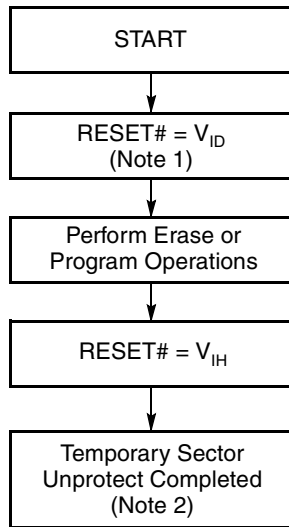 START
RESET# = V_ID
(Note 1)
Perform Erase or
Program Operations
RESET# = V_IH
Temporary Sector
Unprotect Completed
(Note 2)